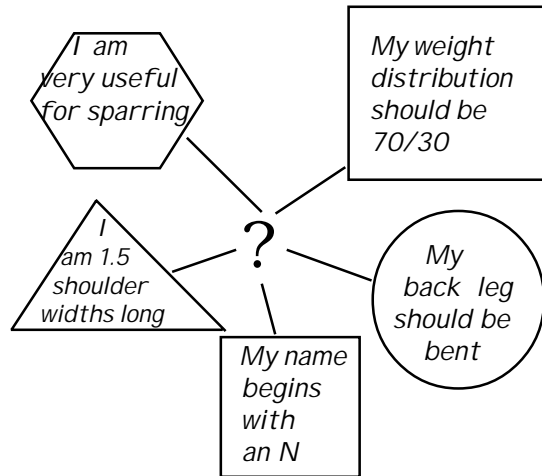 I am
very useful
for sparring
My weight
distribution
should be
70/30
?
I
am 1.5
shoulder
widths long
My
back leg
should be
bent
My name
begins
with
an N